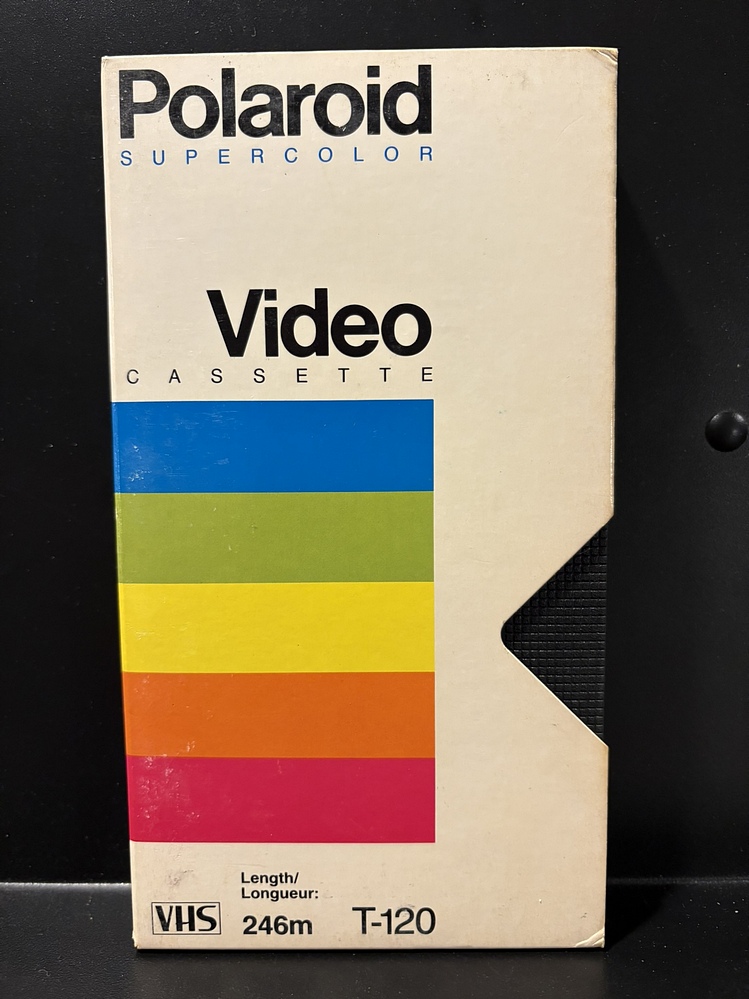 Polaroid
SUPERCOLOR
Video
CASSETTE
Length/
Longueur:
VHS 246m T-120